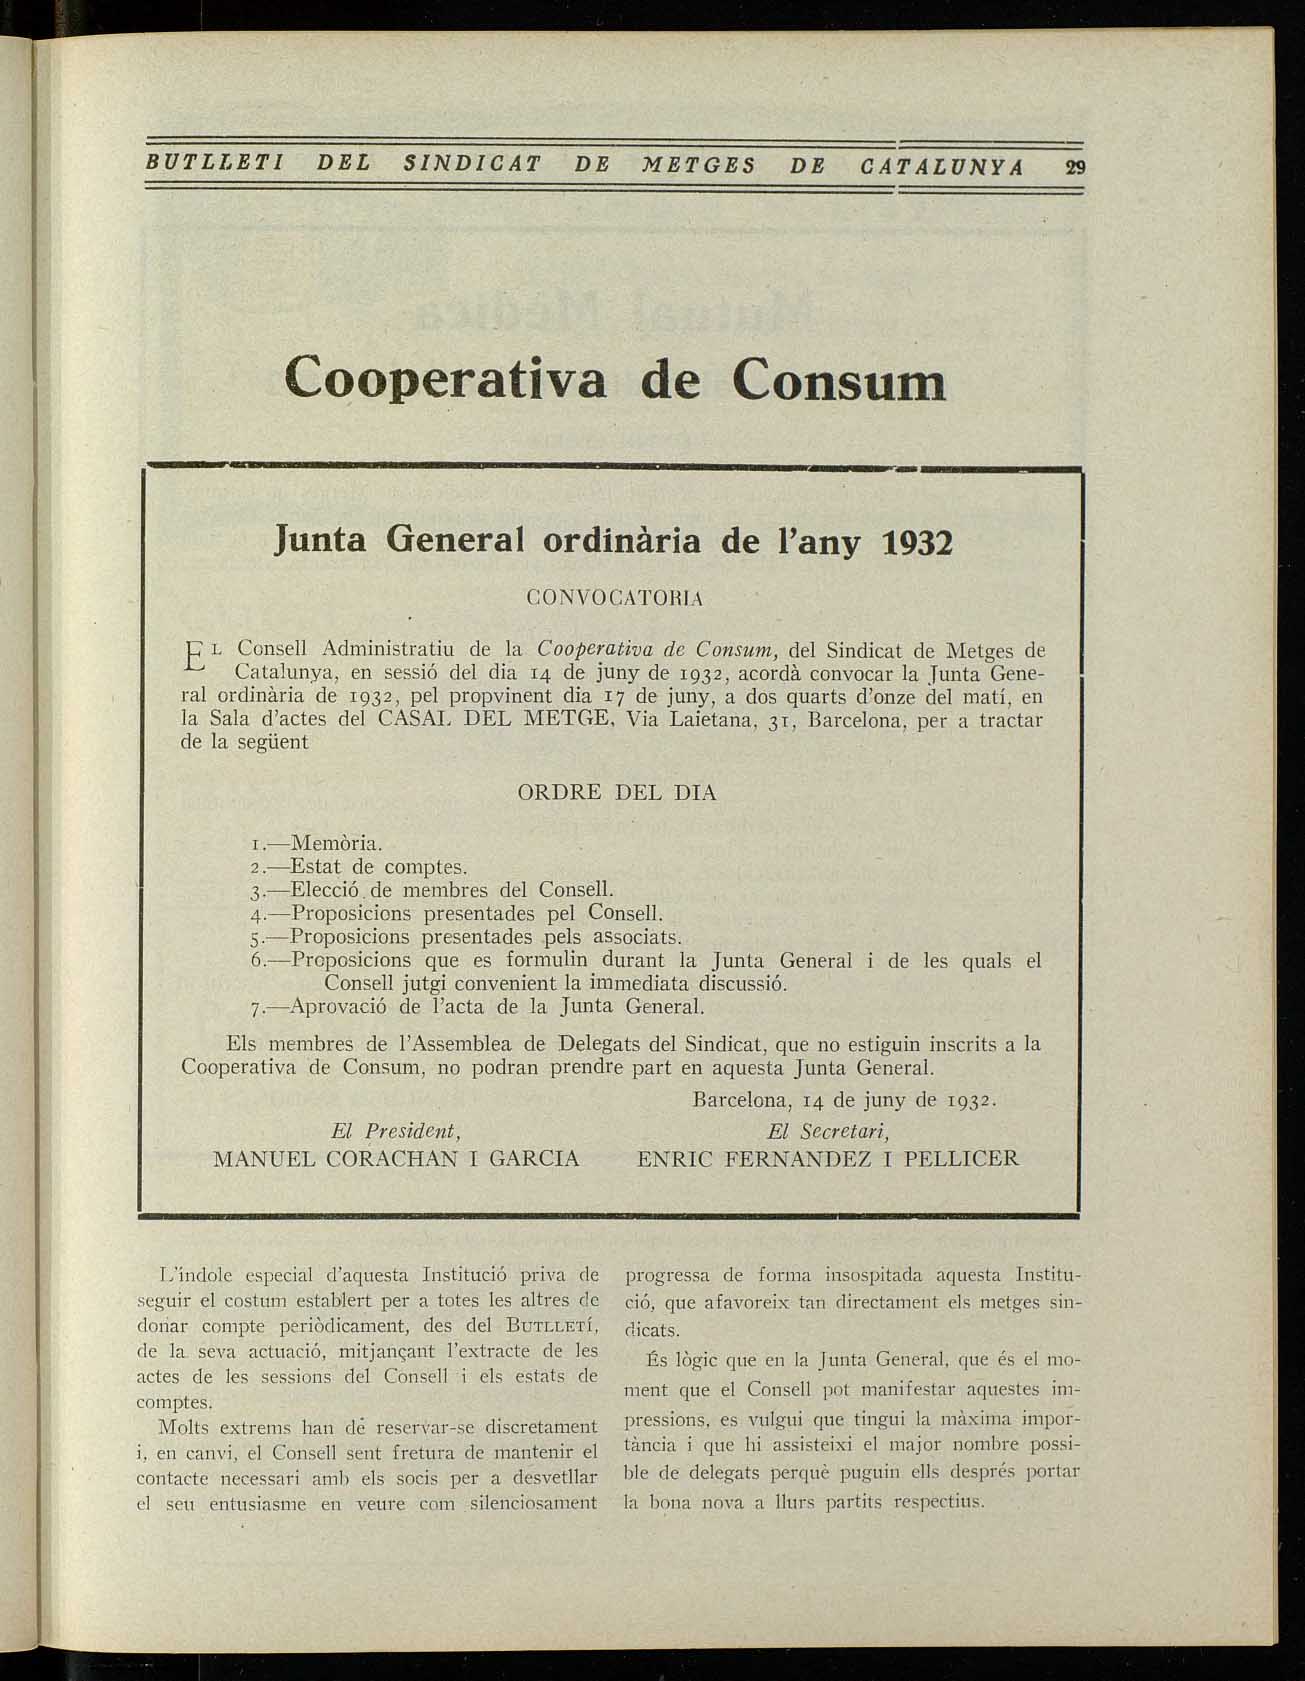 BUTLLETI DEL SINDICAT DE METGES DE CATALUNYA 29
Cooperativa de Consum
Junta General ordinària de l'any 1932
CONVOCATORIA
EL Consell Administratiu de la Cooperativa de Consum, del Sindicat de Metges de
Catalunya, en sessió del dia 14 de juny de 1932, acordà convocar la Junta Gene-
ral ordinària de 1932, pel propvinent dia 17 de juny, a dos quarts d'onze del matí, en
la Sala d'actes del CASAL DEL METGE, Via Laietana, 31, Barcelona, per a tractar
de la següent
ORDRE DEL DIA
1.—Memòria.
2.—Estat de comptes.
3.—Elecció de membres del Consell.
4.—Proposicions presentades pel Consell.
5.—Proposicions presentades pels associats.
6.—Proposicions que es formulin durant la Junta General i de les quals el
Consell jutgi convenient la immediata discussió.
7.—Aprovació de l'acta de la Junta General.
Els membres de l'Assemblea de Delegats del Sindicat, que no estiguin inscrits a la
Cooperativa de Consum, no podran prendre part en aquesta Junta General.
Barcelona, 14 de juny de 1932.
El President,
MANUEL CORACHAN I GARCIA
El Secretari,
ENRIC FERNANDEZ I PELLICER
L'índole especial d'aquesta Institució priva de
seguir el costum establert per a totes les altres de
donar compte periòdicament, des del BUTLLETÍ,
de la seva actuació, mitjançant l'extracte de les
actes de les sessions del Consell i els estats de
comptes.
Molts extrems han de reservar-se discretament
i, en canvi, el Consell sent fretura de mantenir el
contacte necessari amb els socis per a desvetllar
el seu entusiasme en veure com silenciosament
progressa de forma insospitada aquesta Institu-
ció, que afavoreix tan directament els metges sin-
dicats.
És lògic que en la Junta General, que és el mo-
ment que el Consell pot manifestar aquestes im-
pressions, es vulgui que tingui la màxima impor-
tància i que hi assisteixi el major nombre possi-
ble de delegats perquè puguin ells després portar
la bona nova a llurs partits respectius.